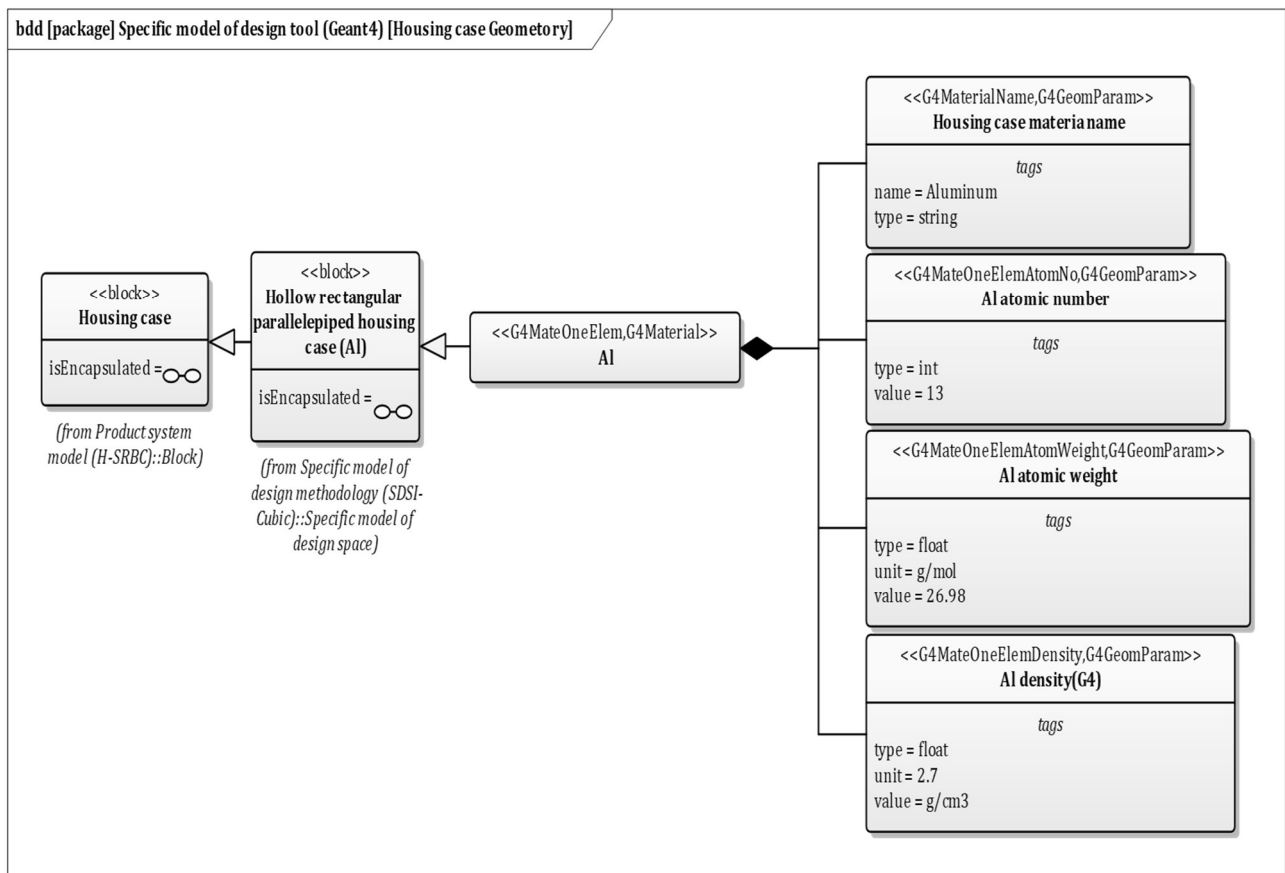 bdd [package] Specific model of design tool (Geant4) [Housing case Geometory]
<<block>>
Housing case
isEncapsulated =
(from Product system
model (H-SRBC)::Block)
<<block>>
Hollow rectangular
parallelepiped housing
case (Al)
isEncapsulated =
(from Specific model of
design methodology (SDSI-
Cubic)::Specific model of
design space)
<<G4MateOneElem,G4Material>>
Al
<<G4MaterialName,G4GeomParam>>
Housing case materianame
tags
name = Aluminum
type = string
<<G4MateOneElemAtomNo,G4GeomParam>>
Al atomic number
tags
type = int
value = 13
<<G4MateOneElemAtomWeight,G4GeomParam>>
Al atomic weight
tags
type = float
unit = g/mol
value = 26.98
<<G4MateOneElemDensity,G4GeomParam>>
Al density(G4)
tags
type = float
unit = 2.7
value = g/cm3